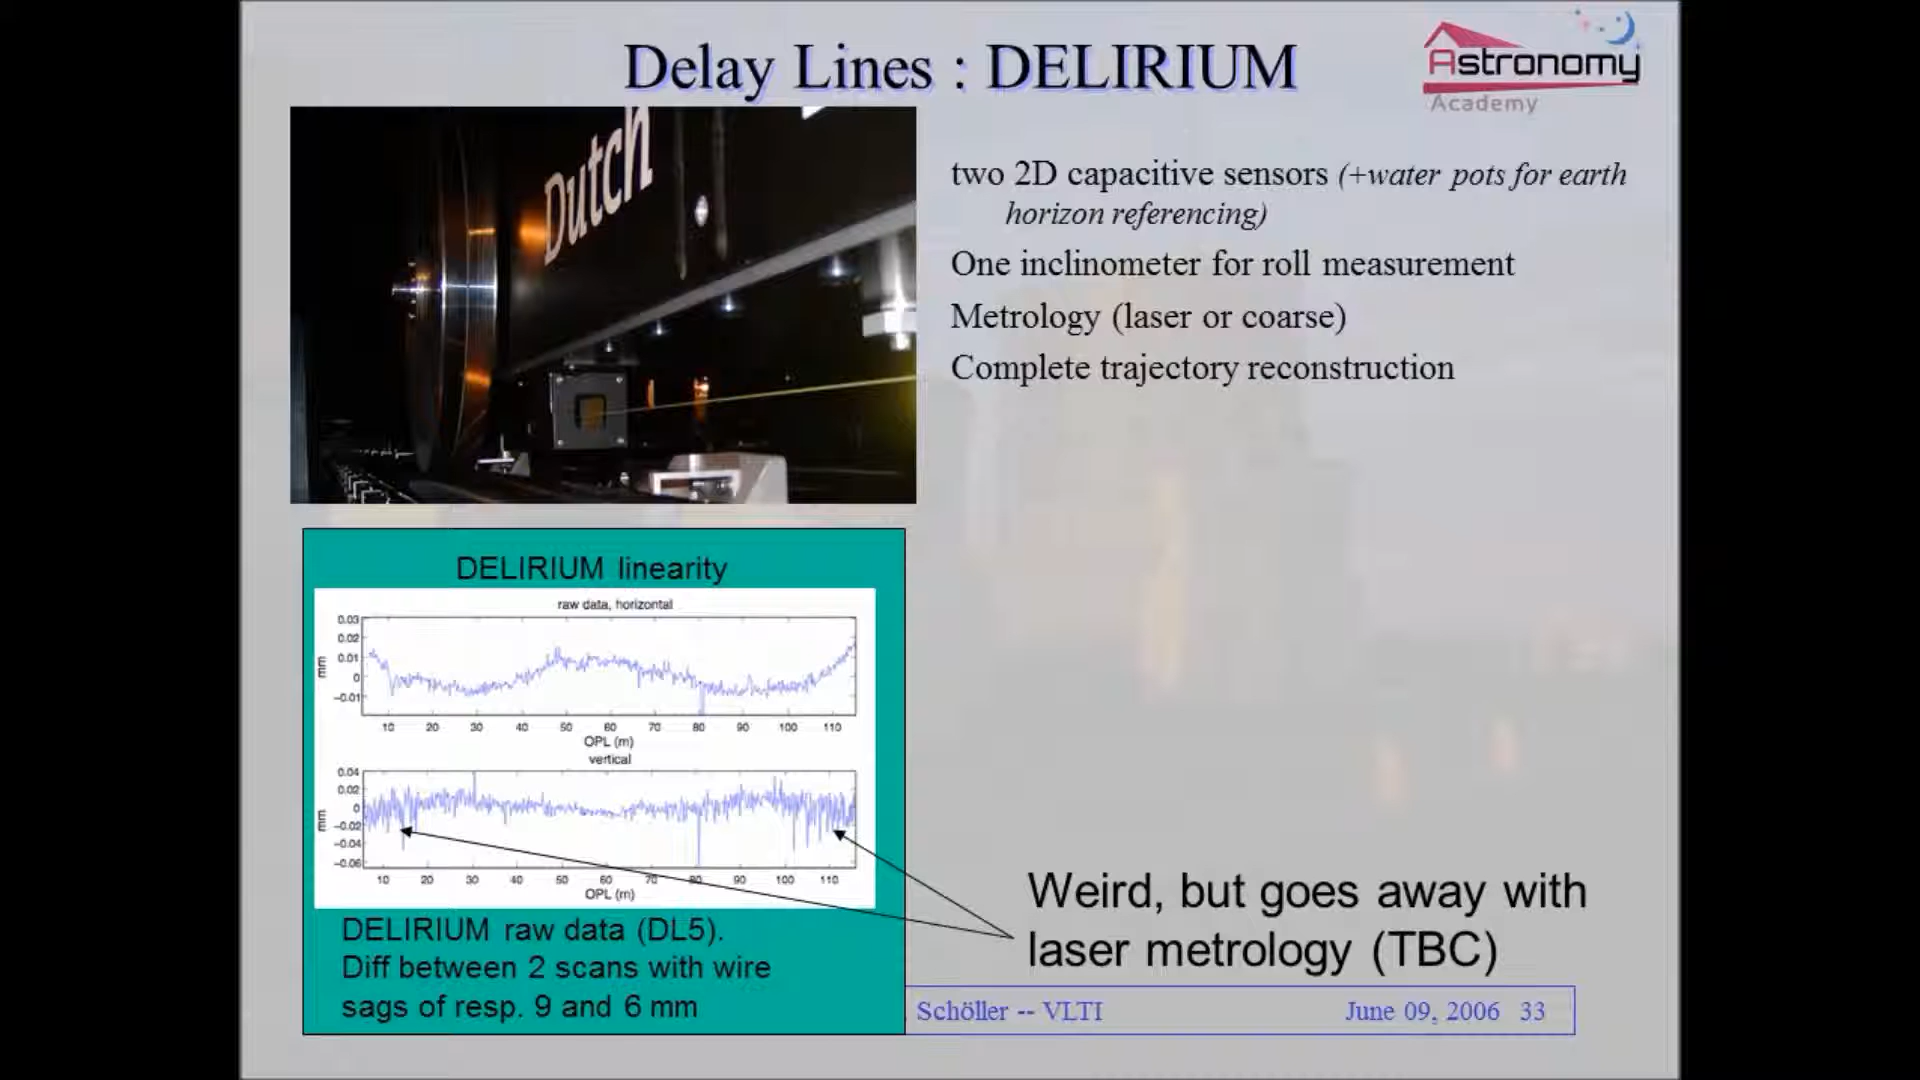 Delay Lines : DELIRIUM
Astronomy
Academy
Dutch
two 2D capacitive sensors (+water pots for earth
horizon referencing)
One inclinometer for roll measurement
Metrology (laser or coarse)
Complete trajectory reconstruction
DELIRIUM linearity
raw data, horizontal
0.03
0.02
0.01
0
-0.01
mm
10 20 30 40 50 60 70 80 90 100 110
OPL (m)
vertical
0.04
0.02
0
-0.02
-0.04
-0.06
mm
10 20 30 40 50 60 70 80 90 100 110
OPL (m)
DELIRIUM raw data (DL5).
Diff between 2 scans with wire
sags of resp. 9 and 6 mm
Weird, but goes away with
laser metrology (TBC)
Schöller -- VLTI June 09, 2006 33